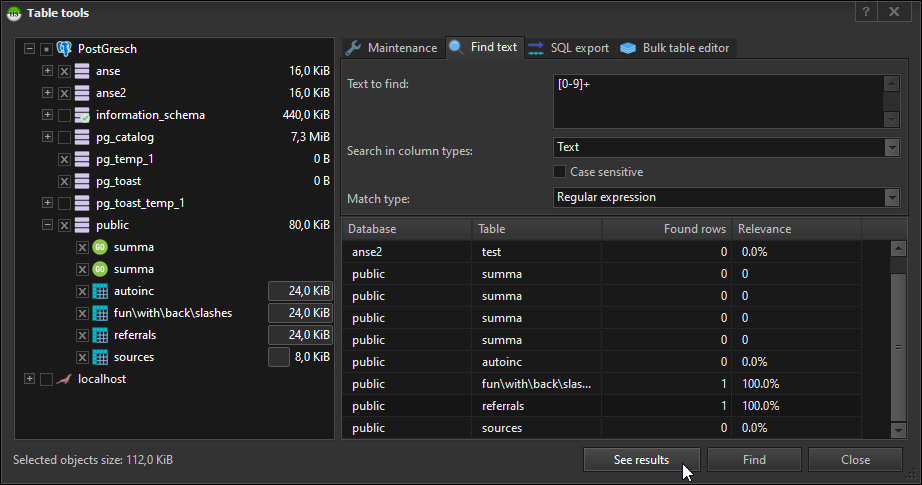 HS Table tools ?
PostGresch
anse 16,0 KiB
anse2 16,0 KiB
information_schema 440,0 KiB
pg_catalog 7,3 MiB
pg_temp_1 0 B
pg_toast 0 B
pg_toast_temp_1
public 80,0 KiB
GO summa
GO summa
autoinc 24,0 KiB
fun\with\back\slashes 24,0 KiB
referrals 24,0 KiB
sources 8,0 KiB
localhost
Maintenance Find text SQL export Bulk table editor
Text to find: [0-9]+
Search in column types: Text
Case sensitive
Match type: Regular expression
Database Table Found rows Relevance
anse2 test 0 0.0%
public summa 0 0
public summa 0 0
public summa 0 0
public summa 0 0
public autoinc 0 0.0%
public fun\with\back\slas... 1 100.0%
public referrals 1 100.0%
public sources 0 0.0%
Selected objects size: 112,0 KiB See results Find Close